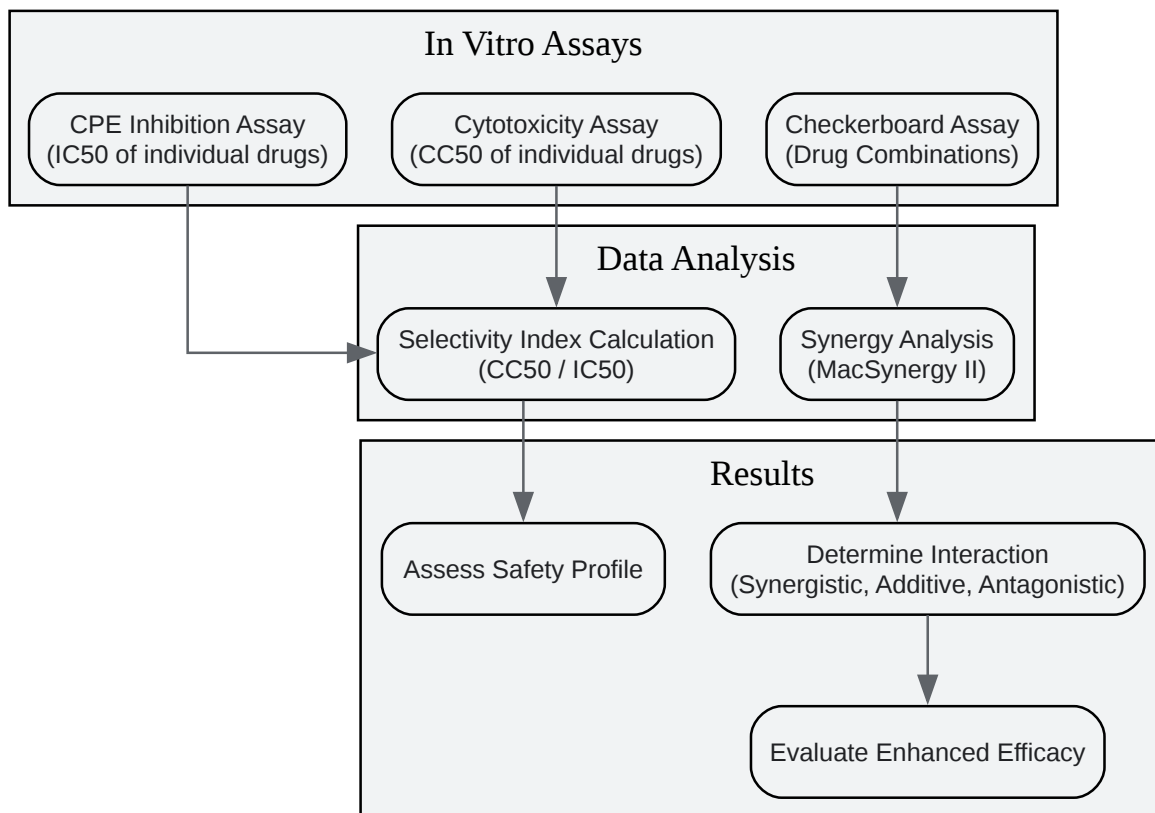 In Vitro Assays
CPE Inhibition Assay
(IC50 of individual drugs)
Cytotoxicity Assay
(CC50 of individual drugs)
Checkerboard Assay
(Drug Combinations)
Data Analysis
Selectivity Index Calculation
(CC50 / IC50)
Synergy Analysis
(MacSynergy II)
Results
Assess Safety Profile
Determine Interaction
(Synergistic, Additive, Antagonistic)
Evaluate Enhanced Efficacy